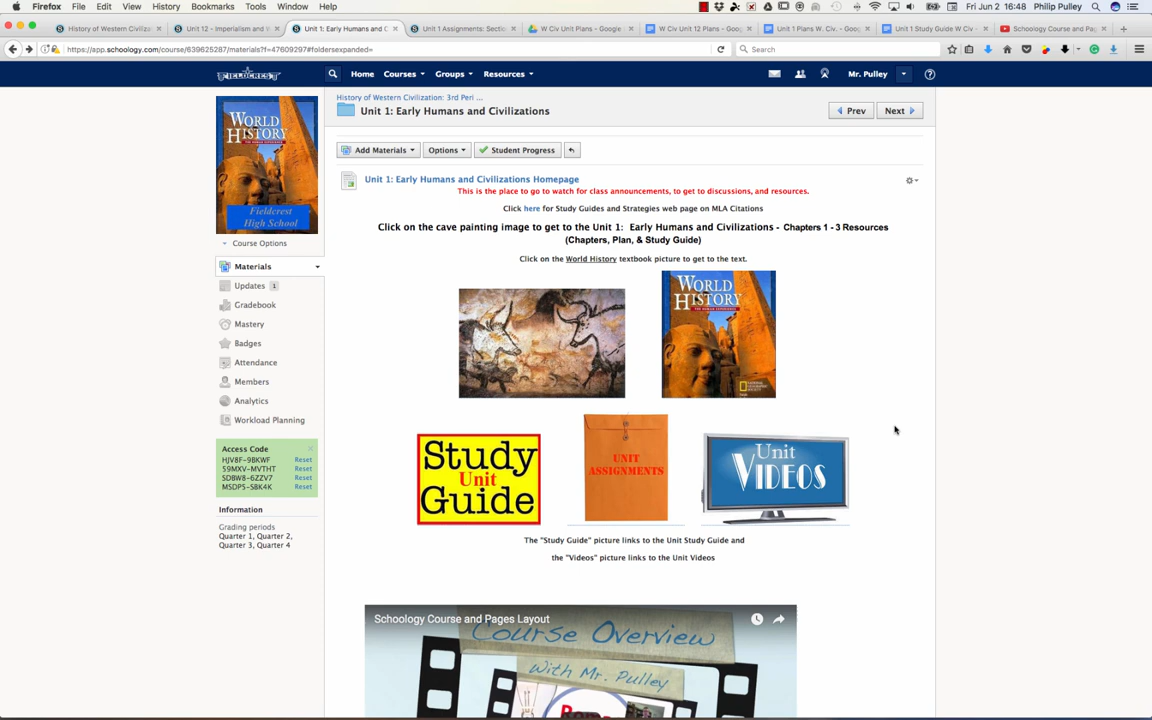 Firefox File Edit View History Bookmarks Tools Window Help Fri Jun 2 16:48 Philip Pulley
History of Western Civilizat: Unit 12 - Imperialism and Unit 1: Early Humans and C Unit 1 Assignments: Sectio W Civ Unit Plans - Google W Civ Unit 12 Plans - Goog Unit 1 Plans W. Civ. - Goog Unit 1 Study Guide W Civ - Schoology Course and Pag
https://app.schoology.com/course/639625287/materials?f=47609297#foldersexpanded=
Search
FIELDCREST
Home Courses Groups Resources Mr. Pulley
History of Western Civilization: 3rd Peri ...
Unit 1: Early Humans and Civilizations
Prev Next
Add Materials Options Student Progress
WORLD
HISTORY
Fieldcrest
High School
Course Options
Materials
Updates 1
Gradebook
Mastery
Badges
Attendance
Members
Analytics
Workload Planning
Access Code
HJV8F-9BKWF Reset
S9MXV-MVTHT Reset
SDBW8-6ZZV7 Reset
MSDPS-SBK4K Reset
Information
Grading periods
Quarter 1, Quarter 2,
Quarter 3, Quarter 4
Unit 1: Early Humans and Civilizations Homepage
This is the place to go to watch for class announcements, to get to discussions, and resources.
Click here for Study Guides and Strategies web page on MLA Citations
Click on the cave painting image to get to the Unit 1: Early Humans and Civilizations - Chapters 1 - 3 Resources
(Chapters, Plan, & Study Guide)
Click on the World History textbook picture to get to the text.
WORLD
HISTORY
Study
Unit
Guide
UNIT
ASSIGNMENTS
Unit
VIDEOS
The "Study Guide" picture links to the Unit Study Guide and
the "Videos" picture links to the Unit Videos
Schoology Course and Pages Layout
Course Overview
With Mr. Pulley